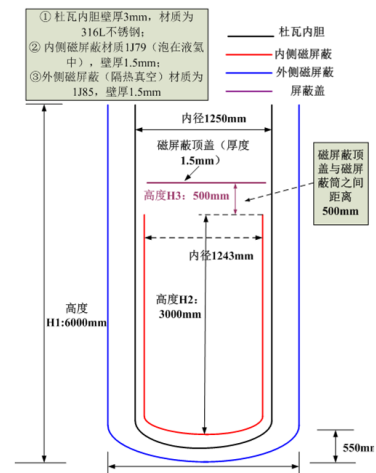 ① 杜瓦内胆壁厚3mm，材质为
316L不锈钢；
② 内侧磁屏蔽材质1J79（泡在液氦
中），壁厚1.5mm；
③外侧磁屏蔽（隔热真空）材质为
1J85，壁厚1.5mm
杜瓦内胆
内侧磁屏蔽
外侧磁屏蔽
屏蔽盖
内径1250mm
磁屏蔽顶盖（厚度
1.5mm）
高度H3：500mm
磁屏蔽顶
盖与磁屏
蔽筒之间
距离
500mm
内径1243mm
高度H2：
3000mm
高度
H1:6000mm
550mm